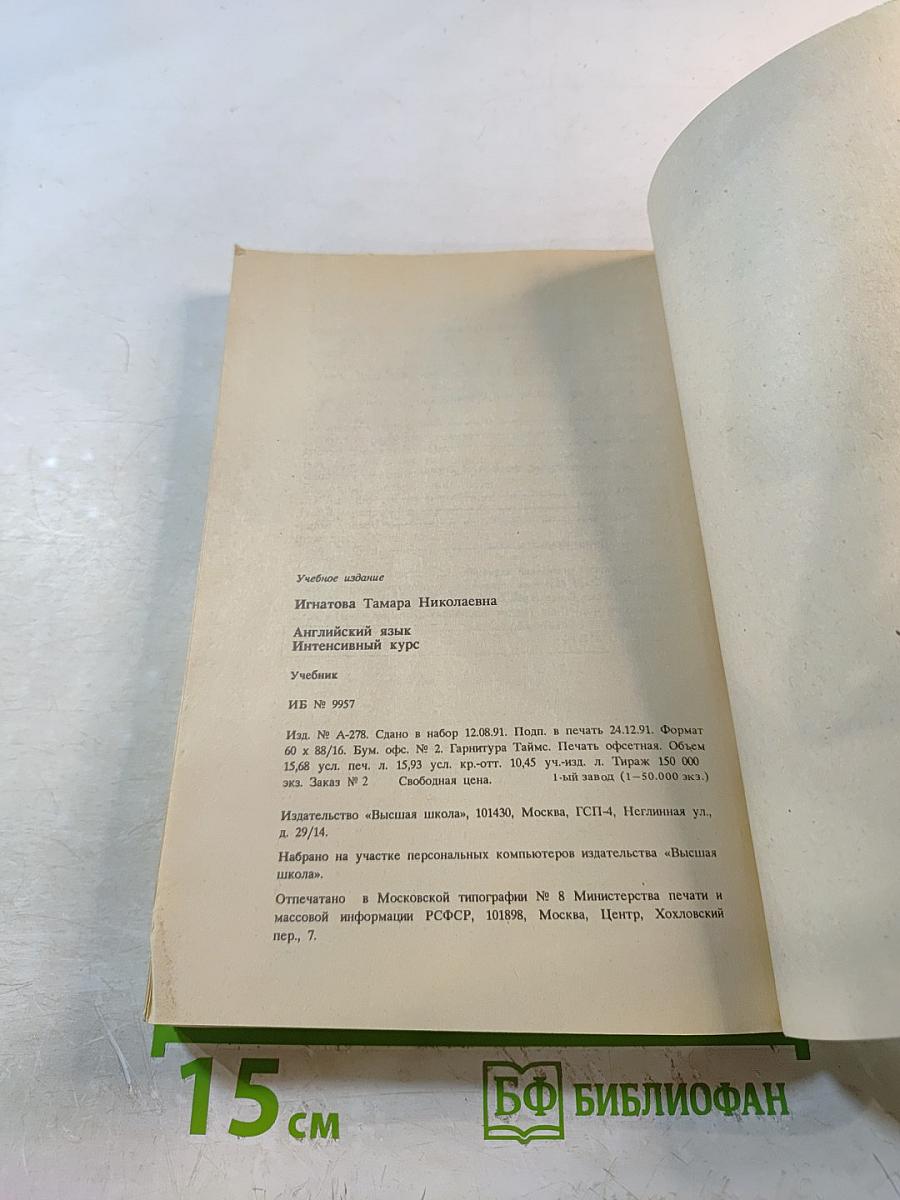 Учебное издание
Игнатова Тамара Николаевна
Английский язык
Интенсивный курс
Учебник
ИБ № 9957
Изд. № А-278. Сдано в набор 12.08.91. Подп. в печать 24.12.91. Формат
60 х 88/16. Бум. офс. № 2. Гарнитура Таймс. Печать офсетная. Объем
15,68 усл. печ. л. 15,93 усл. кр.-отт. 10,45 уч.-изд. л. Тираж 150 000
экз. Заказ № 2 Свободная цена. 1-ый завод (1—50.000 экз.)
Издательство «Высшая школа», 101430, Москва, ГСП-4, Неглинная ул.,
д. 29/14.
Набрано на участке персональных компьютеров издательства «Высшая
школа».
Отпечатано в Московской типографии № 8 Министерства печати и
массовой информации РСФСР, 101898, Москва, Центр, Хохловский
пер., 7.
15 см
БФ БИБЛИОФАН